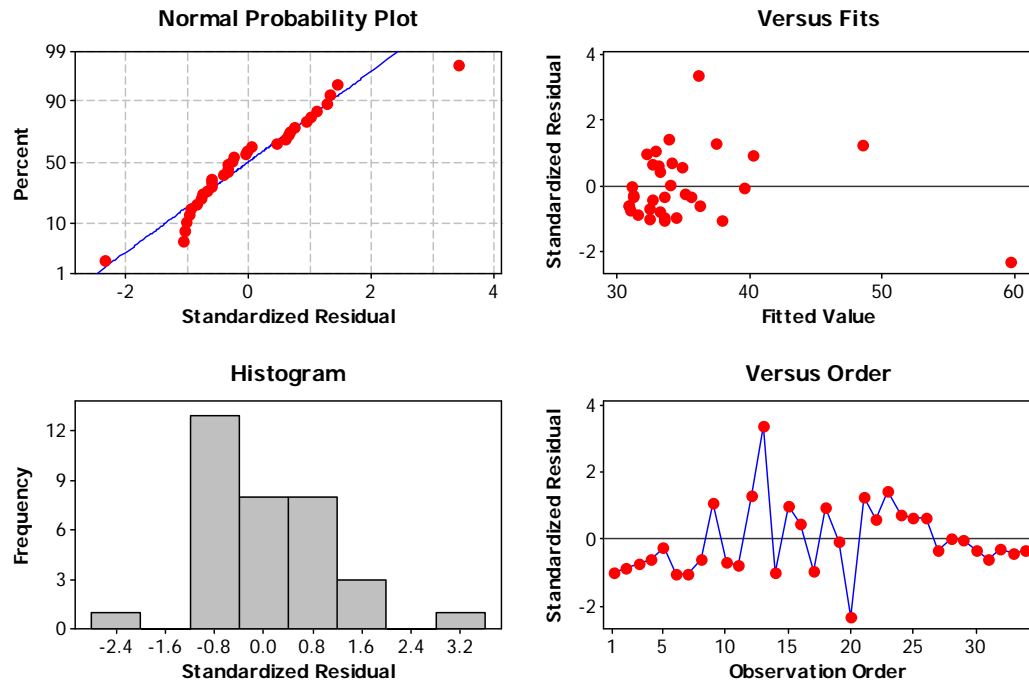 Normal Probability Plot
99
90
50
10
1
Percent
-2 0 2 4
Standardized Residual
Versus Fits
4
2
0
-2
Standardized Residual
30 40 50 60
Fitted Value
Histogram
12
9
6
3
0
Frequency
-2.4 -1.6 -0.8 0.0 0.8 1.6 2.4 3.2
Standardized Residual
Versus Order
4
2
0
-2
Standardized Residual
1 5 10 15 20 25 30
Observation Order